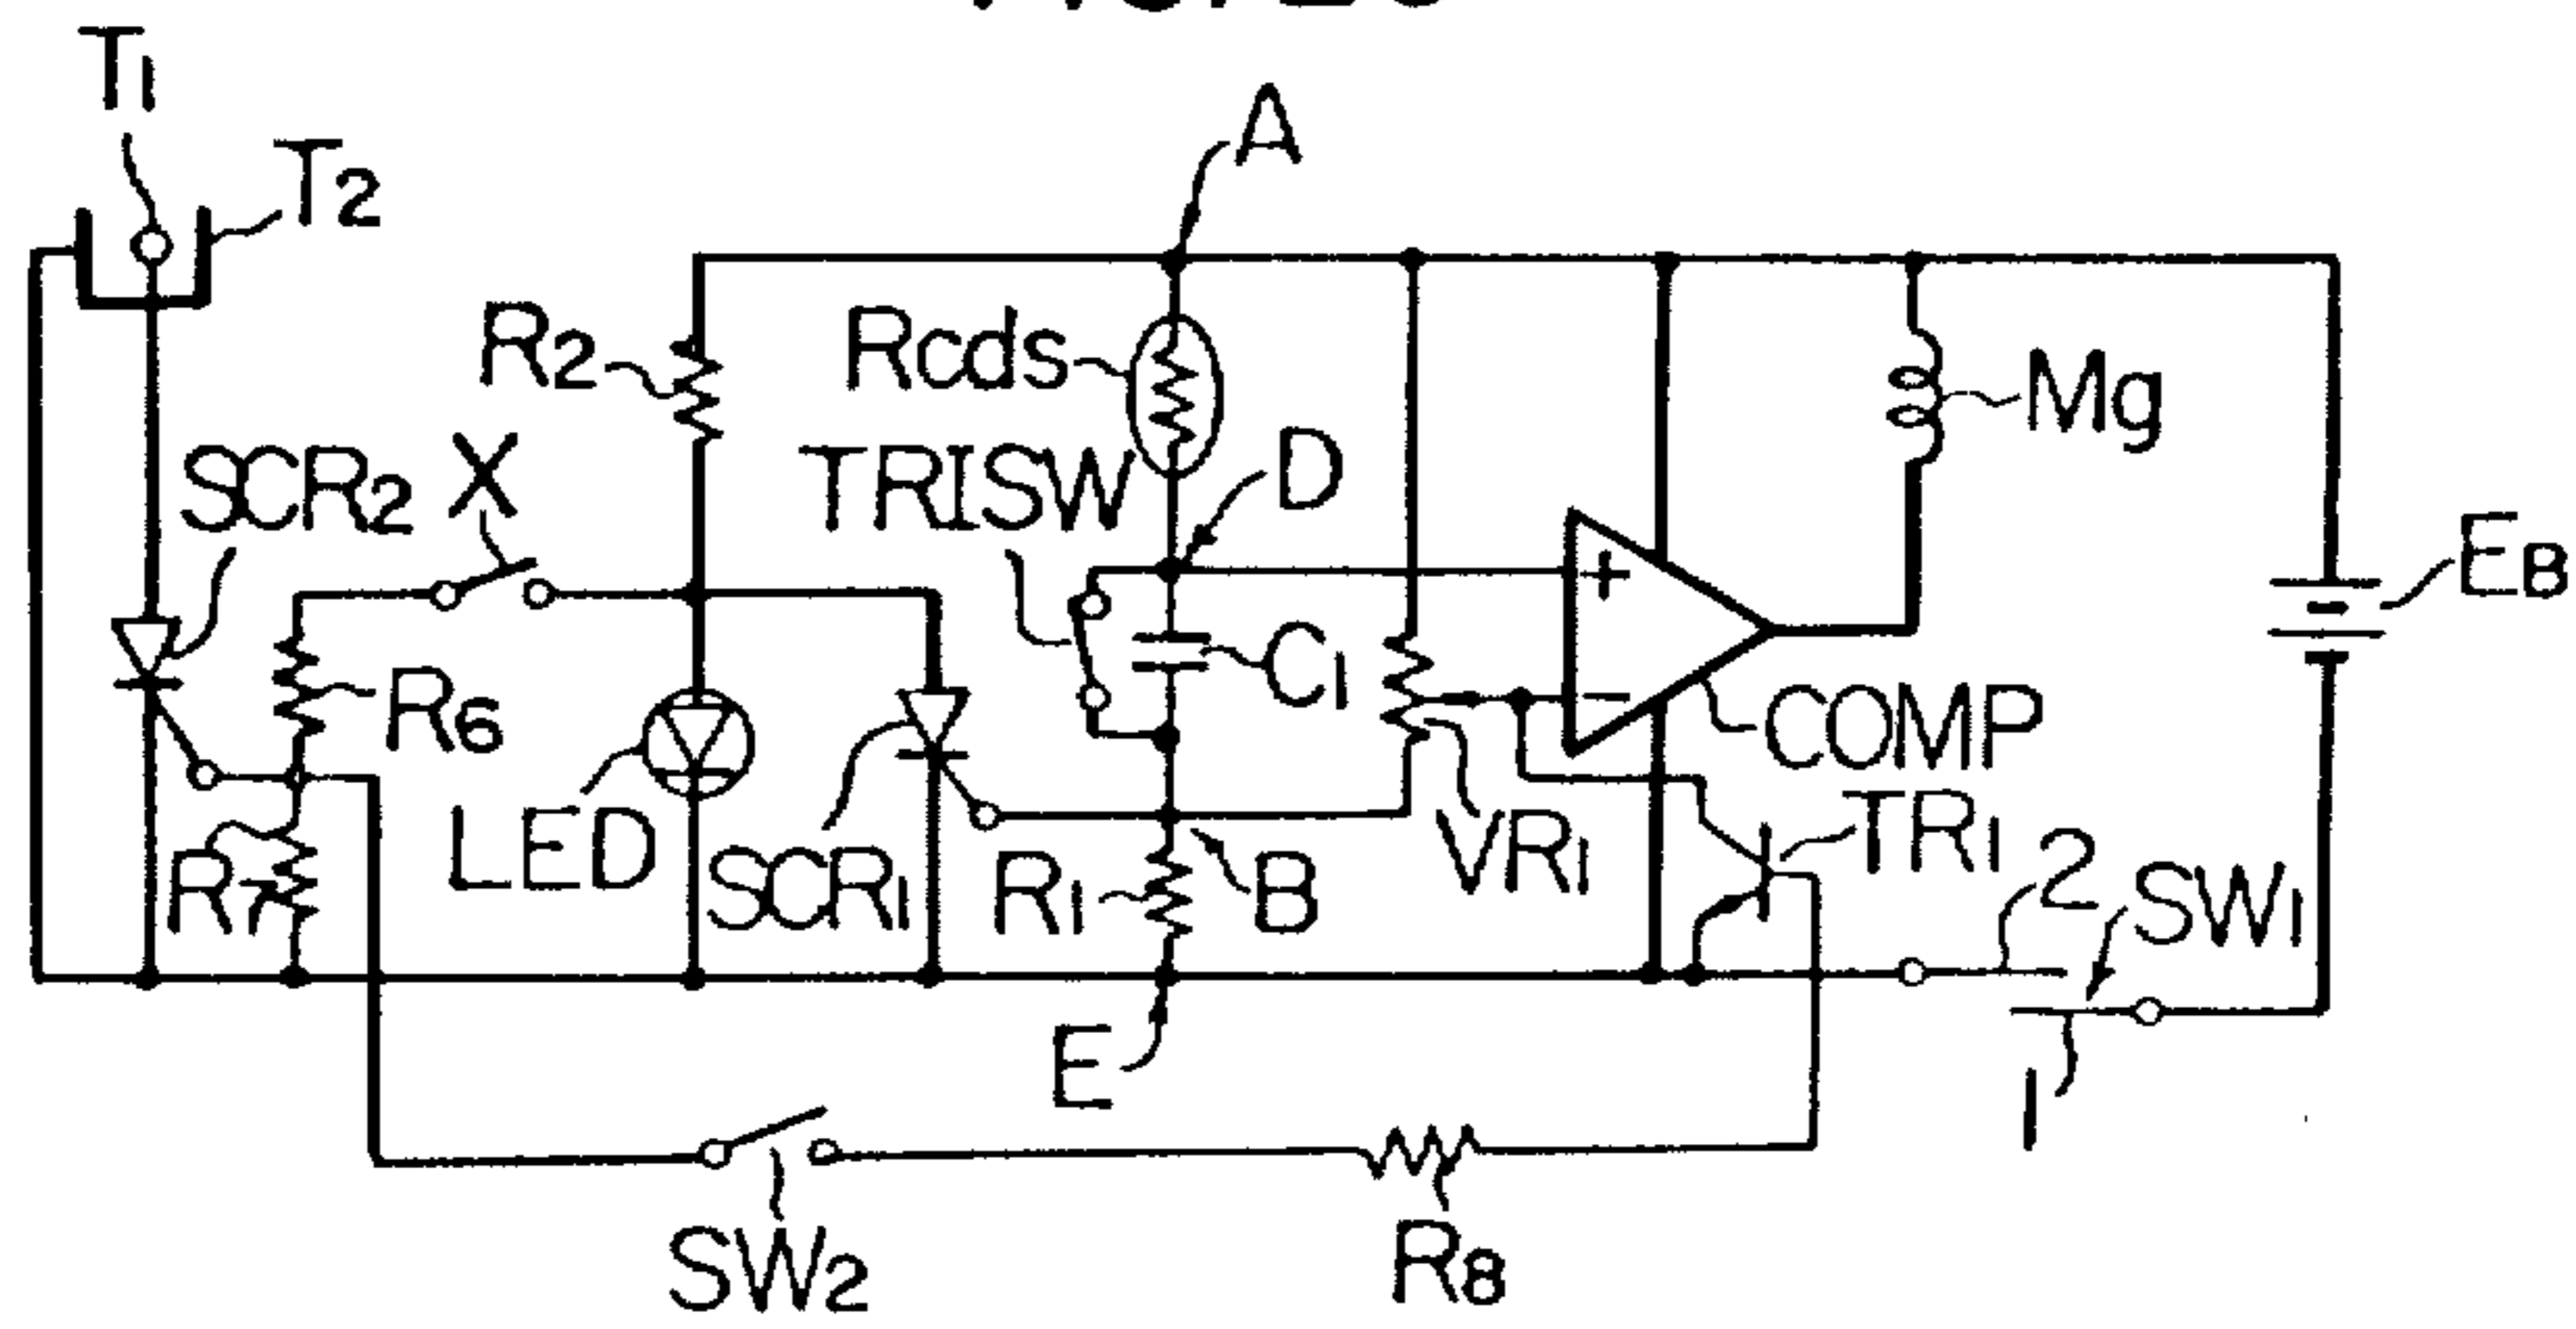 T1
T2
A
R2
Rcds
Mg
SCR2
X
TRISW
D
EB
R6
C1
COMP
LED
SCR1
R1
B
VR1
TR1
2
SW1
R7
E
1
SW2
R8
+
−